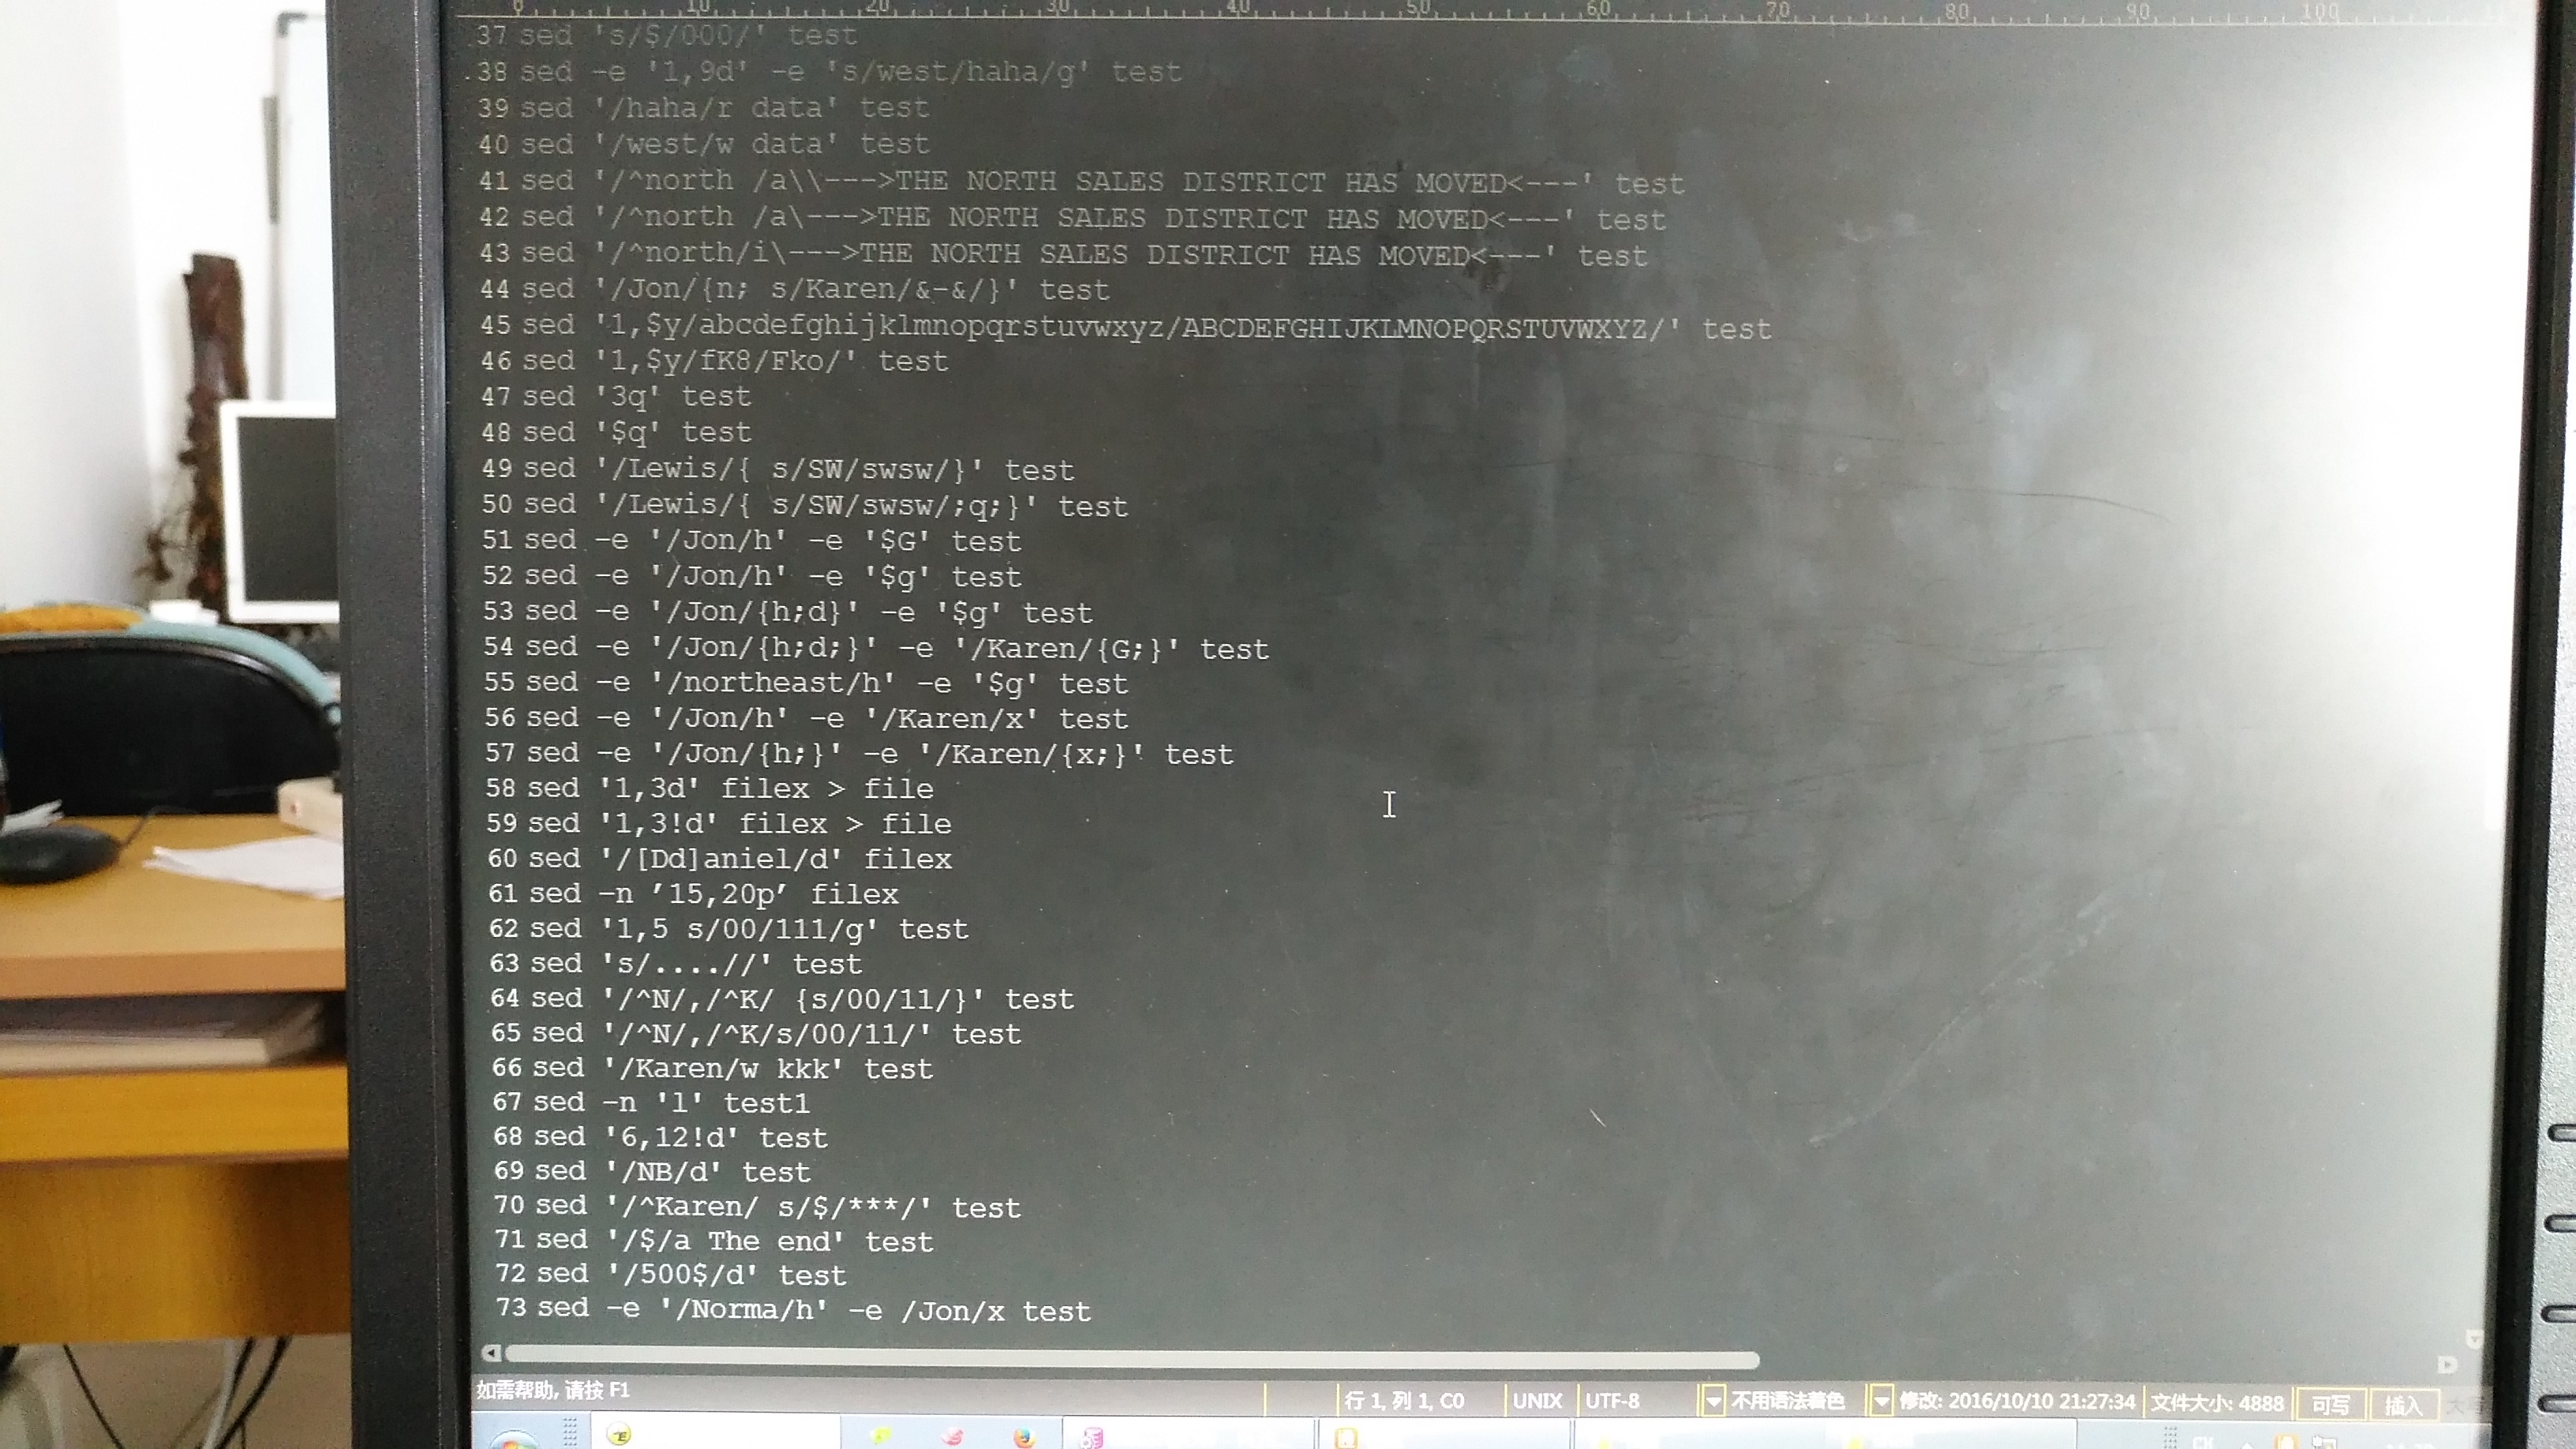 0 10 20 30 40 50 60 70 80 90 100
37 sed 's/$/000/' test
38 sed -e '1,9d' -e 's/west/haha/g' test
39 sed '/haha/r data' test
40 sed '/west/w data' test
41 sed '/^north /a\\--->THE NORTH SALES DISTRICT HAS MOVED<---' test
42 sed '/^north /a\--->THE NORTH SALES DISTRICT HAS MOVED<---' test
43 sed '/^north/i\--->THE NORTH SALES DISTRICT HAS MOVED<---' test
44 sed '/Jon/{n; s/Karen/&-&/}' test
45 sed '1,$y/abcdefghijklmnopqrstuvwxyz/ABCDEFGHIJKLMNOPQRSTUVWXYZ/' test
46 sed '1,$y/fK8/Fko/' test
47 sed '3q' test
48 sed '$q' test
49 sed '/Lewis/{ s/SW/swsw/}' test
50 sed '/Lewis/{ s/SW/swsw/;q;}' test
51 sed -e '/Jon/h' -e '$G' test
52 sed -e '/Jon/h' -e '$g' test
53 sed -e '/Jon/{h;d}' -e '$g' test
54 sed -e '/Jon/{h;d;}' -e '/Karen/{G;}' test
55 sed -e '/northeast/h' -e '$g' test
56 sed -e '/Jon/h' -e '/Karen/x' test
57 sed -e '/Jon/{h;}' -e '/Karen/{x;}' test
58 sed '1,3d' filex > file
59 sed '1,3!d' filex > file
60 sed '/[Dd]aniel/d' filex
61 sed –n ’15,20p’ filex
62 sed '1,5 s/00/111/g' test
63 sed 's/....//' test
64 sed '/^N/,/^K/ {s/00/11/}' test
65 sed '/^N/,/^K/s/00/11/' test
66 sed '/Karen/w kkk' test
67 sed -n 'l' test1
68 sed '6,12!d' test
69 sed '/NB/d' test
70 sed '/^Karen/ s/$/***/' test
71 sed '/$/a The end' test
72 sed '/500$/d' test
73 sed -e '/Norma/h' -e /Jon/x test
如需帮助, 请按 F1 行 1, 列 1, C0 UNIX UTF-8 不用语法著色 修改: 2016/10/10 21:27:34 文件大小: 4888 可写 插入